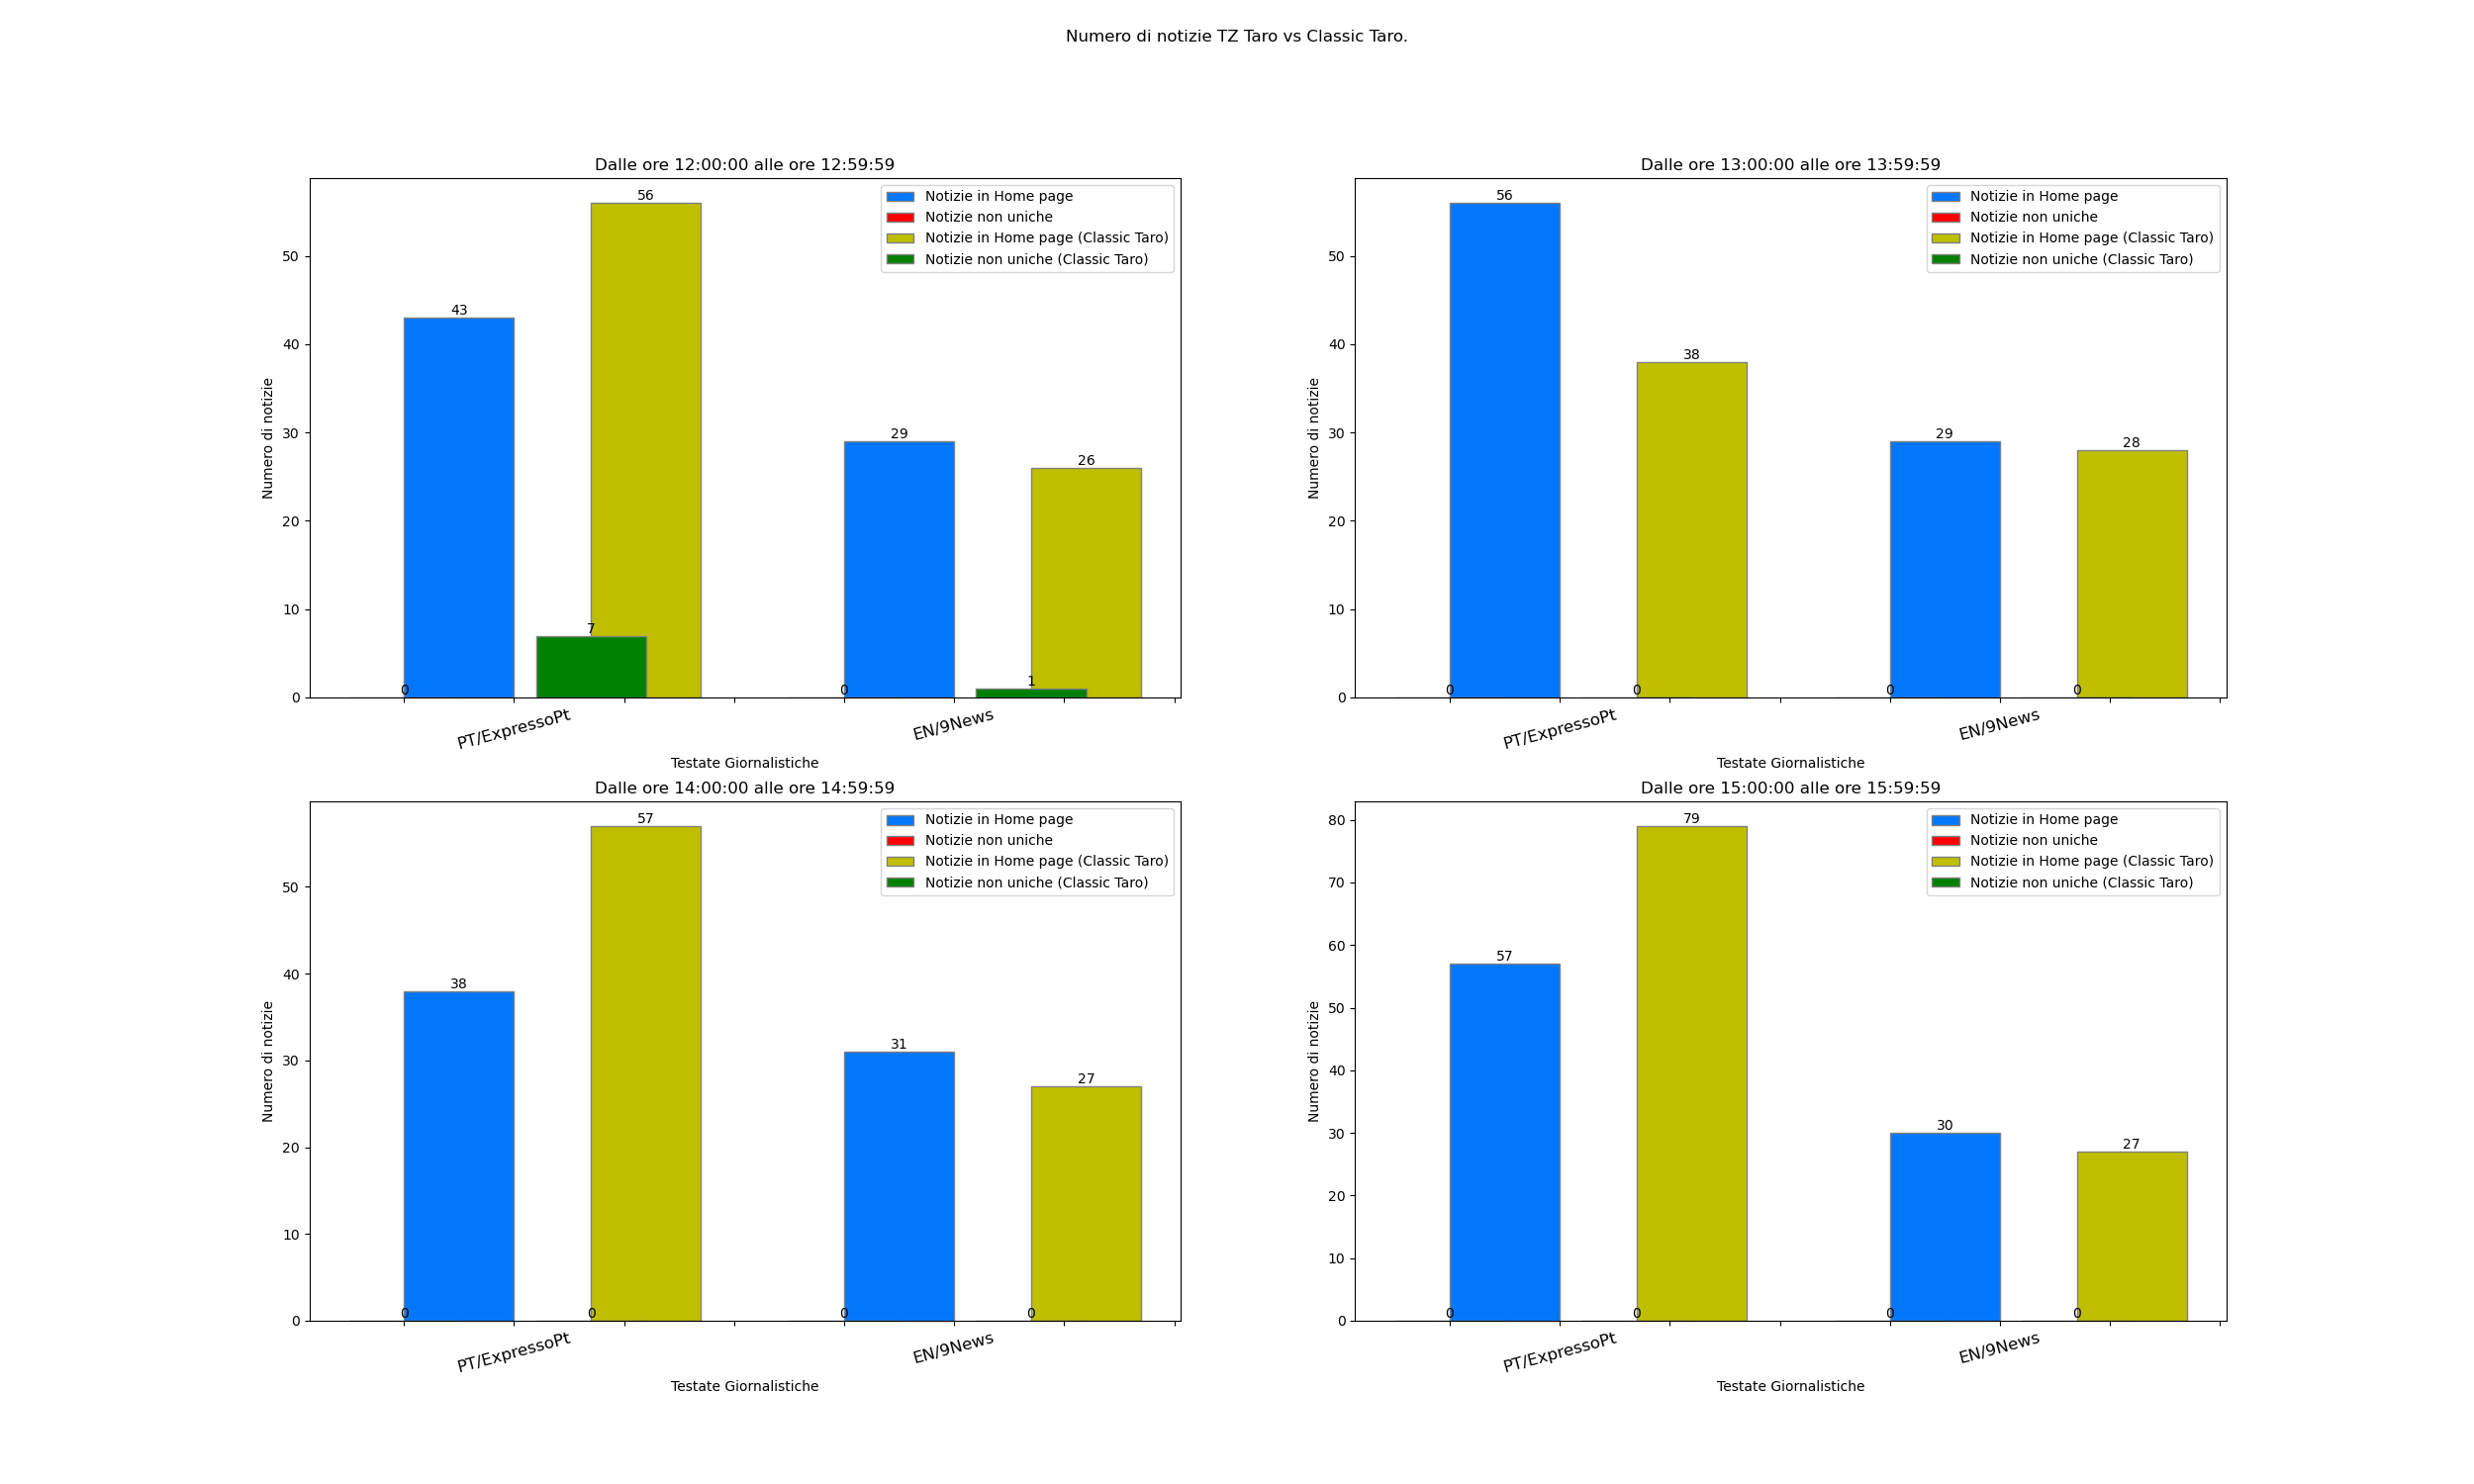 Numero di notizie TZ Taro vs Classic Taro.
Dalle ore 12:00:00 alle ore 12:59:59
Numero di notizie
50
40
30
20
10
0
56
43
29
26
7
1
0
0
Notizie in Home page
Notizie non uniche
Notizie in Home page (Classic Taro)
Notizie non uniche (Classic Taro)
PT/ExpressoPt
EN/9News
Testate Giornalistiche
Dalle ore 13:00:00 alle ore 13:59:59
Numero di notizie
50
40
30
20
10
0
56
38
29
28
0
0
0
0
Notizie in Home page
Notizie non uniche
Notizie in Home page (Classic Taro)
Notizie non uniche (Classic Taro)
PT/ExpressoPt
EN/9News
Testate Giornalistiche
Dalle ore 14:00:00 alle ore 14:59:59
Numero di notizie
50
40
30
20
10
0
57
38
31
27
0
0
0
0
Notizie in Home page
Notizie non uniche
Notizie in Home page (Classic Taro)
Notizie non uniche (Classic Taro)
PT/ExpressoPt
EN/9News
Testate Giornalistiche
Dalle ore 15:00:00 alle ore 15:59:59
Numero di notizie
80
70
60
50
40
30
20
10
0
79
57
30
27
0
0
0
0
Notizie in Home page
Notizie non uniche
Notizie in Home page (Classic Taro)
Notizie non uniche (Classic Taro)
PT/ExpressoPt
EN/9News
Testate Giornalistiche